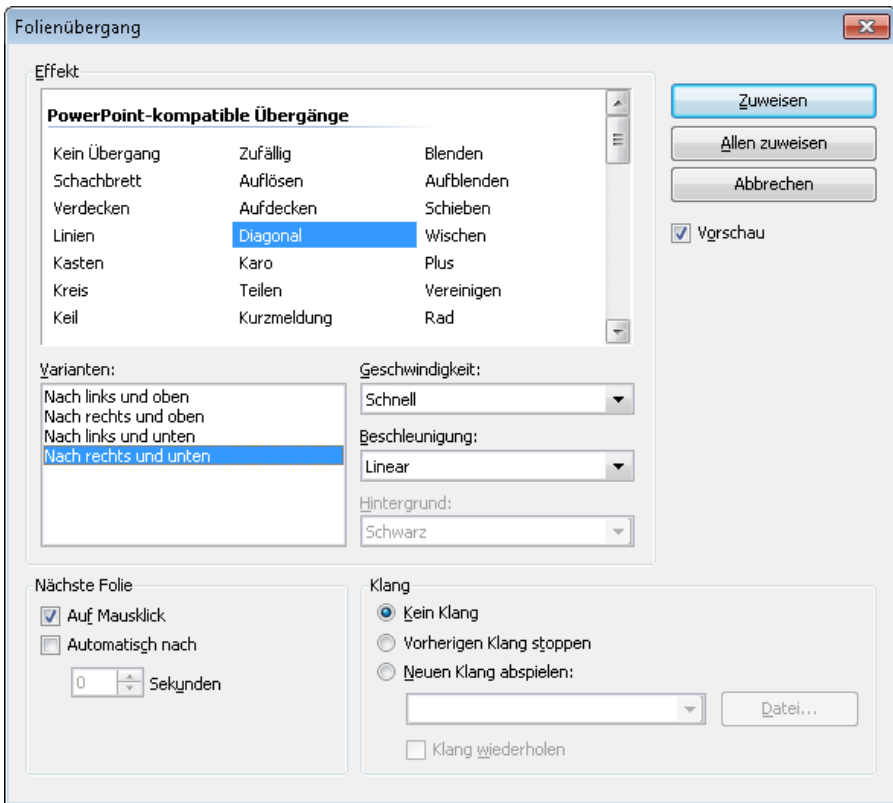 Folienübergang
Effekt
PowerPoint-kompatible Übergänge
Kein Übergang Zufällig Blenden
Schachbrett Auflösen Aufblenden
Verdecken Aufdecken Schieben
Linien Diagonal Wischen
Kasten Karo Plus
Kreis Teilen Vereinigen
Keil Kurzmeldung Rad
Zuweisen
Allen zuweisen
Abbrechen
Vorschau
Varianten:
Nach links und oben
Nach rechts und oben
Nach links und unten
Nach rechts und unten
Geschwindigkeit:
Schnell
Beschleunigung:
Linear
Hintergrund:
Schwarz
Nächste Folie
Auf Mausklick
Automatisch nach
0 Sekunden
Klang
Kein Klang
Vorherigen Klang stoppen
Neuen Klang abspielen:
Datei...
Klang wiederholen